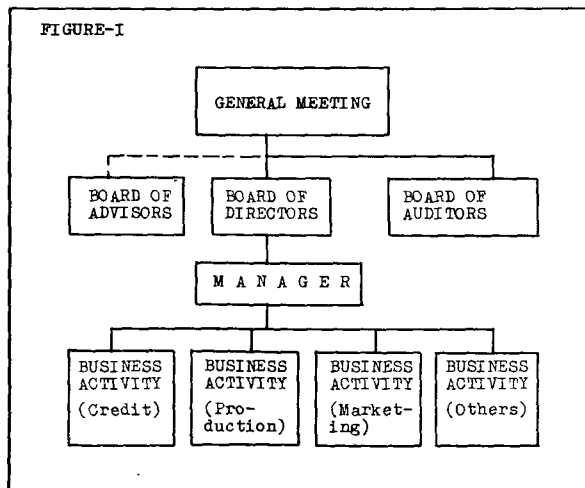 FIGURE-I
GENERAL MEETING
BOARD OF
ADVISORS
BOARD OF
DIRECTORS
BOARD OF
AUDITORS
M A N A G E R
BUSINESS
ACTIVITY
(Credit)
BUSINESS
ACTIVITY
(Pro-
duction)
BUSINESS
ACTIVITY
(Market-
ing)
BUSINESS
ACTIVITY
(Others)